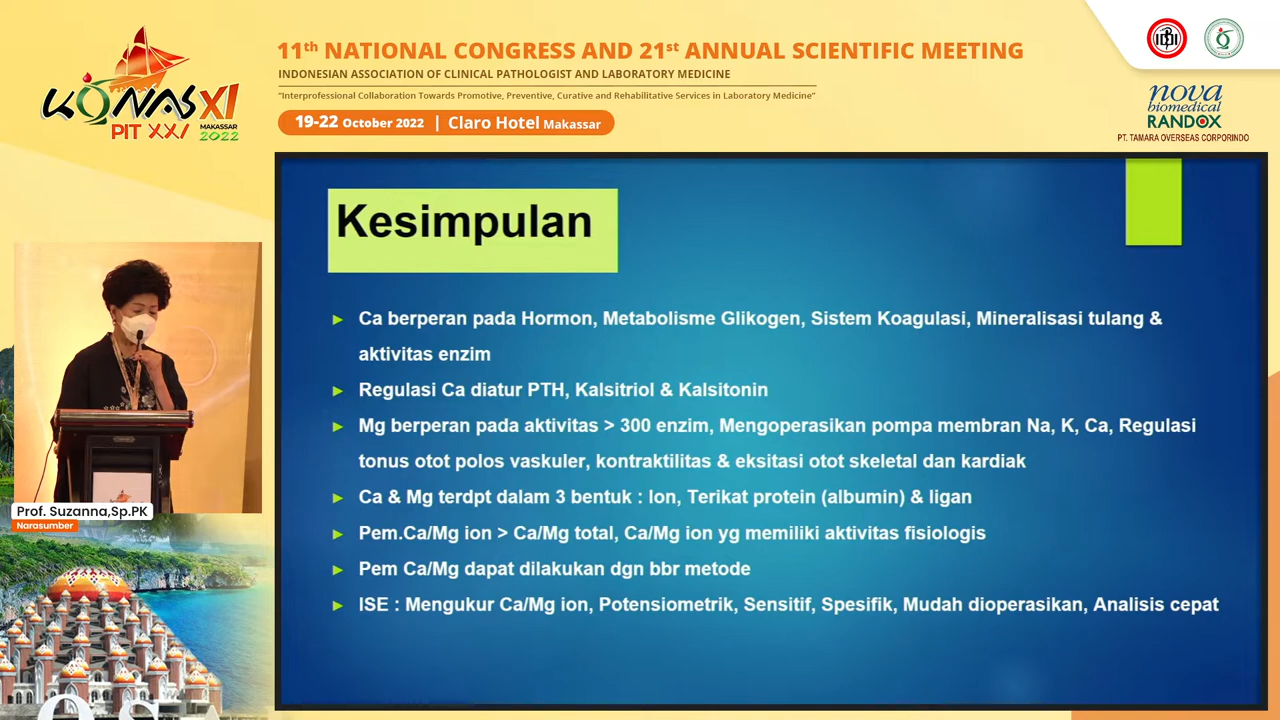 KONAS XI
PIT XXI
MAKASSAR
2022
11th NATIONAL CONGRESS AND 21st ANNUAL SCIENTIFIC MEETING
INDONESIAN ASSOCIATION OF CLINICAL PATHOLOGIST AND LABORATORY MEDICINE
"Interprofessional Collaboration Towards Promotive, Preventive, Curative and Rehabilitative Services in Laboratory Medicine"
19-22 October 2022 | Claro Hotel Makassar
nova
biomedical
RANDOX
PT. TAMARA OVERSEAS CORPORINDO
Kesimpulan
► Ca berperan pada Hormon, Metabolisme Glikogen, Sistem Koagulasi, Mineralisasi tulang &
aktivitas enzim
► Regulasi Ca diatur PTH, Kalsitriol & Kalsitonin
► Mg berperan pada aktivitas > 300 enzim, Mengoperasikan pompa membran Na, K, Ca, Regulasi
tonus otot polos vaskuler, kontraktilitas & eksitasi otot skeletal dan kardiak
► Ca & Mg terdpt dalam 3 bentuk : Ion, Terikat protein (albumin) & ligan
► Pem.Ca/Mg ion > Ca/Mg total, Ca/Mg ion yg memiliki aktivitas fisiologis
► Pem Ca/Mg dapat dilakukan dgn bbr metode
► ISE : Mengukur Ca/Mg ion, Potensiometrik, Sensitif, Spesifik, Mudah dioperasikan, Analisis cepat
Prof. Suzanna,Sp.PK
Narasumber